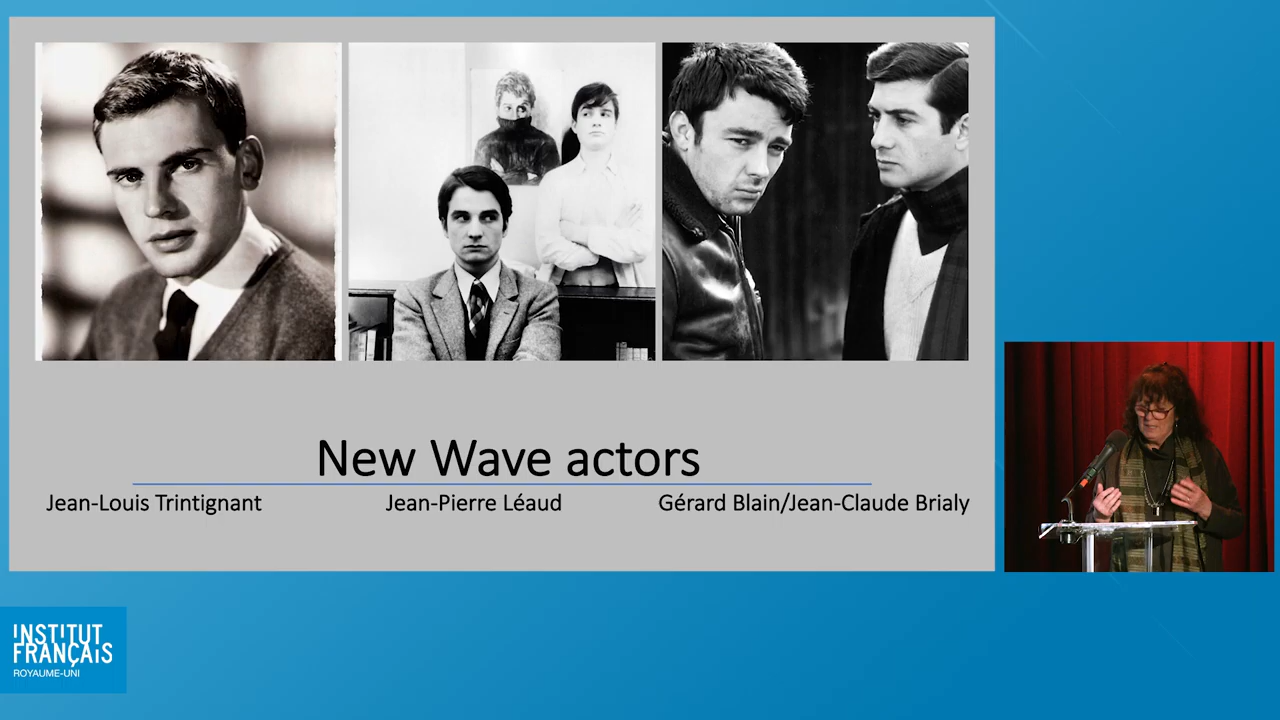 New Wave actors
Jean-Louis Trintignant
Jean-Pierre Léaud
Gérard Blain/Jean-Claude Brialy
INSTITUT
FRANÇAIS
ROYAUME-UNI